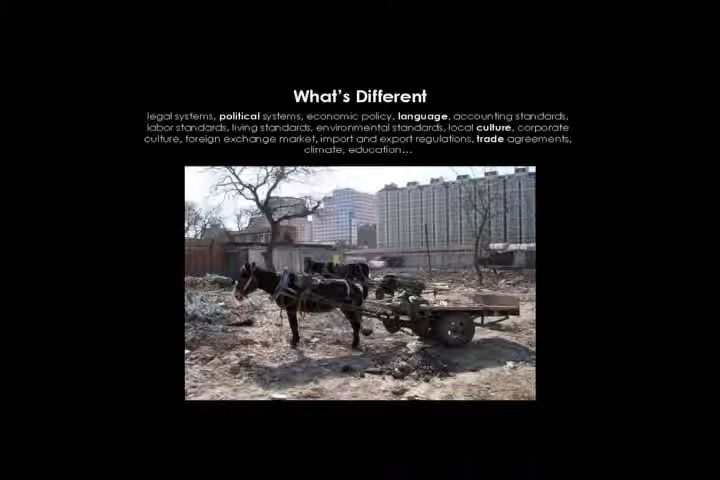 What's Different
legal systems, political systems, economic policy, language, accounting standards,
labor standards, living standards, environmental standards, local culture, corporate
culture, foreign exchange market, import and export regulations, trade agreements,
climate, education...